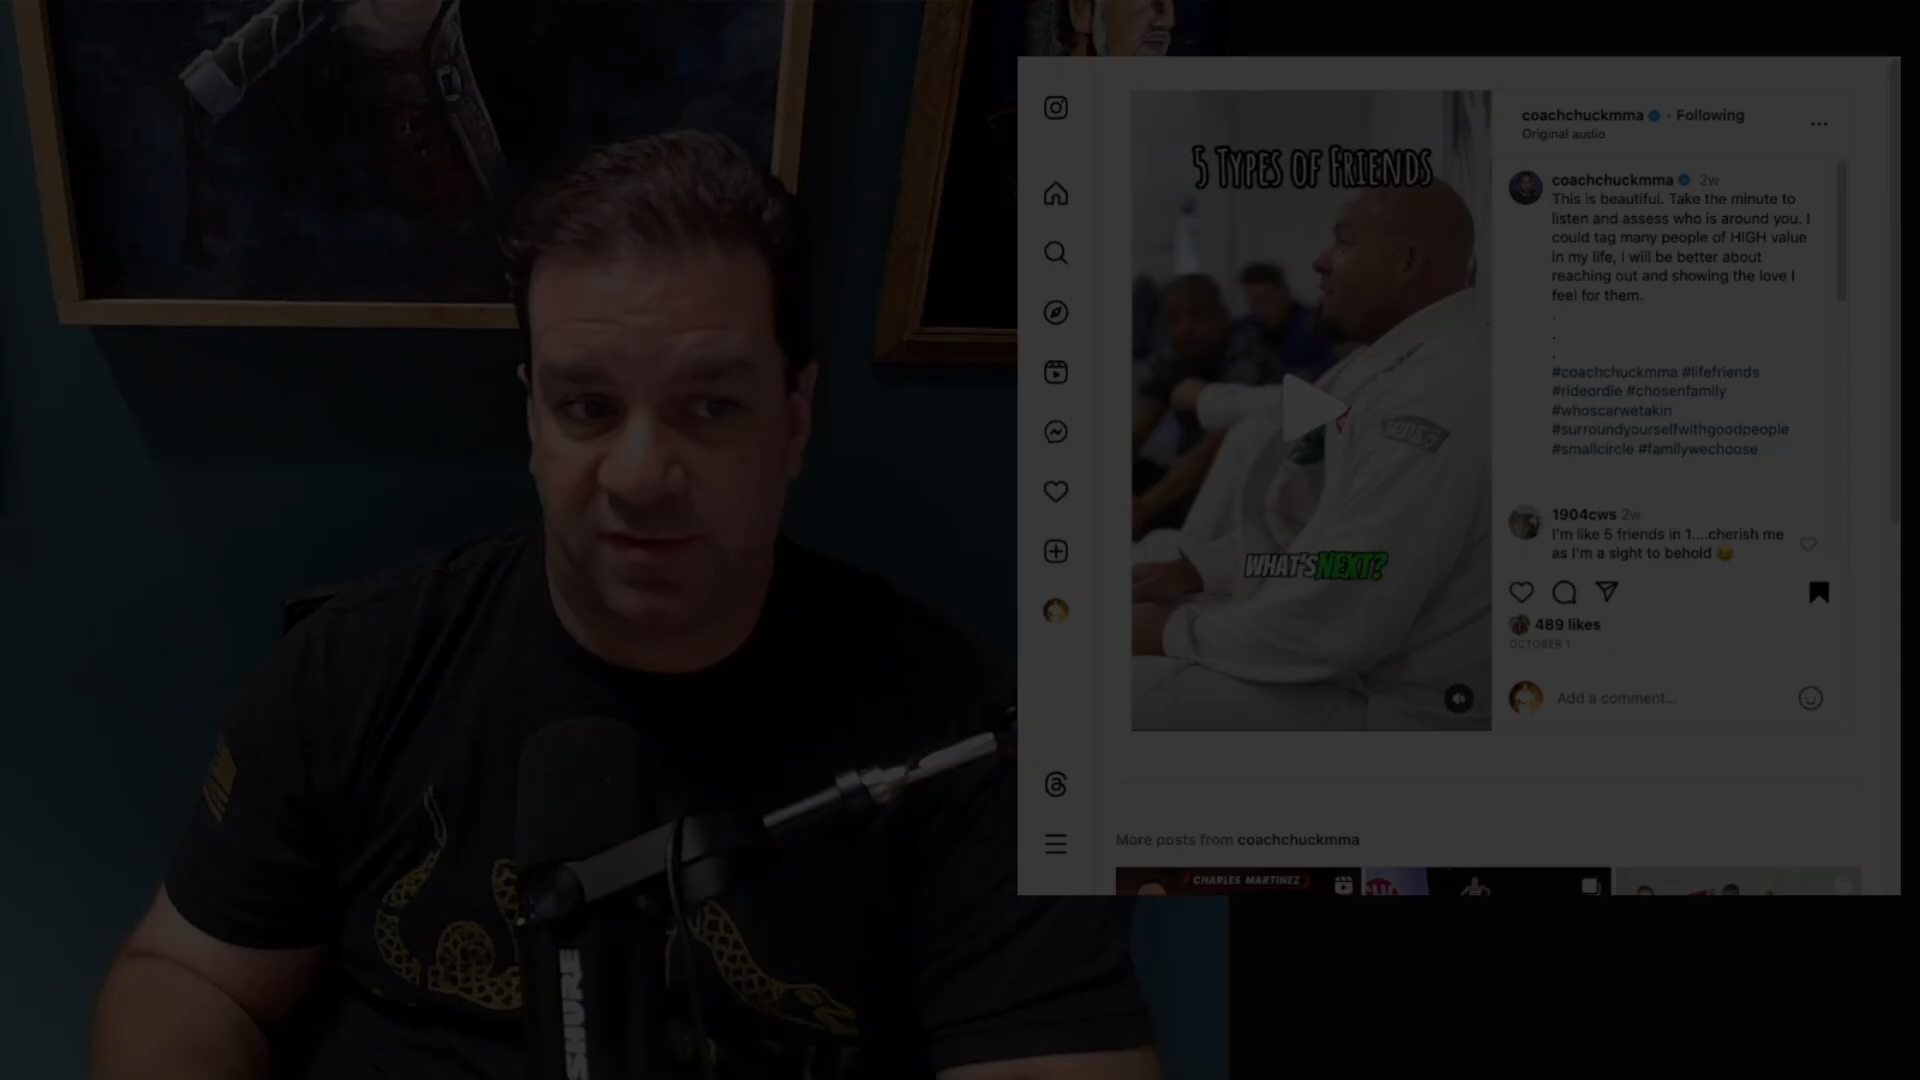 5 TYPES OF FRIENDS
WHAT'S NEXT?
coachchuckmma • Following
Original audio
coachchuckmma 2w
This is beautiful. Take the minute to
listen and assess who is around you. I
could tag many people of HIGH value
in my life, I will be better about
reaching out and showing the love I
feel for them.
.
.
.
#coachchuckmma #lifefriends
#rideordie #chosenfamily
#whoscarwetakin
#surroundyourselfwithgoodpeople
#smallcircle #familywechoose
1904cws 2w
I'm like 5 friends in 1....cherish me
as I'm a sight to behold 😂
489 likes
OCTOBER 1
Add a comment...
More posts from coachchuckmma
CHARLES MARTINEZ
SHURE